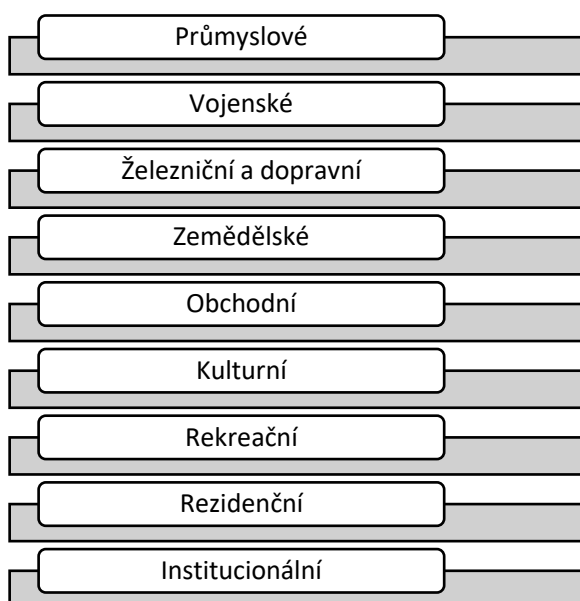 Průmyslové
Vojenské
Železniční a dopravní
Zemědělské
Obchodní
Kulturní
Rekreační
Rezidenční
Institucionální